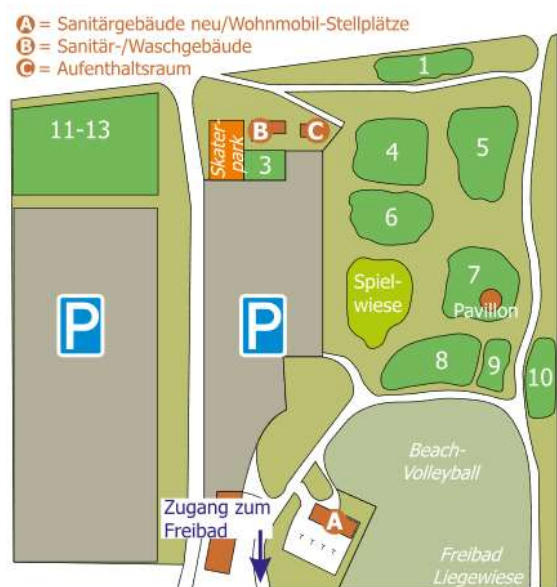 A = Sanitärgebäude neu/Wohnmobil-Stellplätze
B = Sanitär-/Waschgebäude
C = Aufenthaltsraum
1
11-13
Skater-
park
B
C
3
4
5
6
7
Pavillon
Spiel-
wiese
P
P
8
9
10
Beach-
Volleyball
Zugang zum
Freibad
A
Freibad
Liegewiese